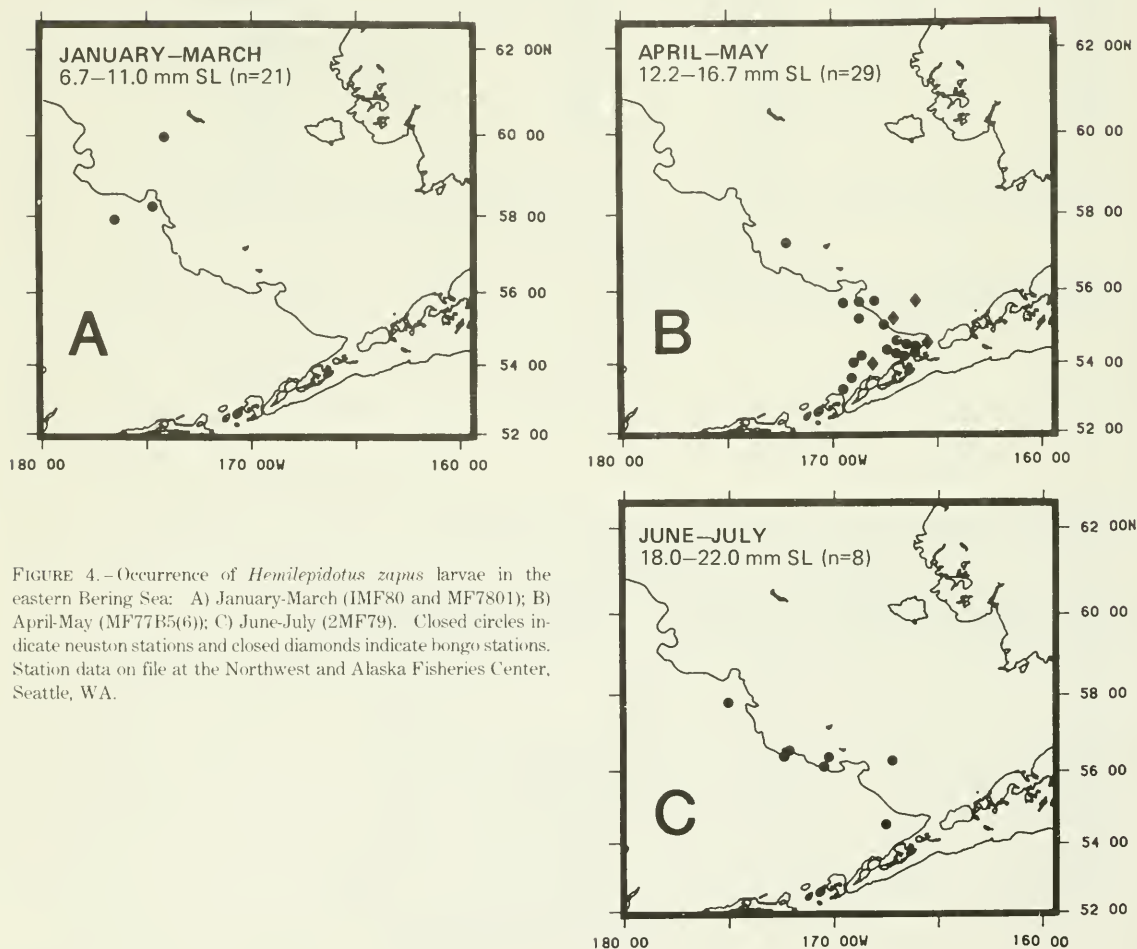 JANUARY–MARCH
6.7–11.0 mm SL (n=21)
A
62 00N
60 00
58 00
56 00
54 00
52 00
180 00
170 00W
160 00
APRIL–MAY
12.2–16.7 mm SL (n=29)
B
62 00N
60 00
58 00
56 00
54 00
52 00
180 00
170 00W
160 00
JUNE–JULY
18.0–22.0 mm SL (n=8)
C
62 00N
60 00
58 00
56 00
54 00
52 00
180 00
170 00W
160 00
FIGURE 4.–Occurrence of Hemilepidotus zapus larvae in the
eastern Bering Sea: A) January-March (IMF80 and MF7801); B)
April-May (MF77B5(6)); C) June-July (2MF79). Closed circles in-
dicate neuston stations and closed diamonds indicate bongo stations.
Station data on file at the Northwest and Alaska Fisheries Center,
Seattle, WA.